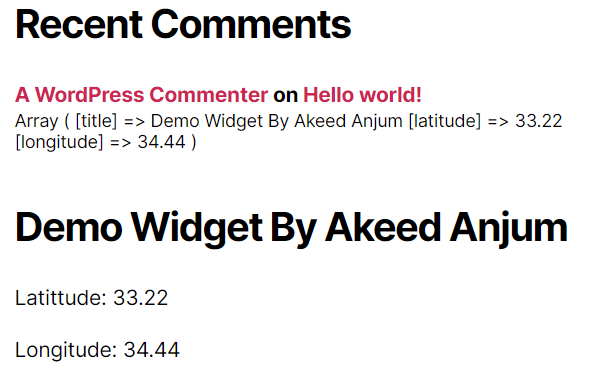 Recent Comments
A WordPress Commenter on Hello world!
Array ( [title] => Demo Widget By Akeed Anjum [latitude] => 33.22
[longitude] => 34.44 )
Demo Widget By Akeed Anjum
Latittude: 33.22
Longitude: 34.44